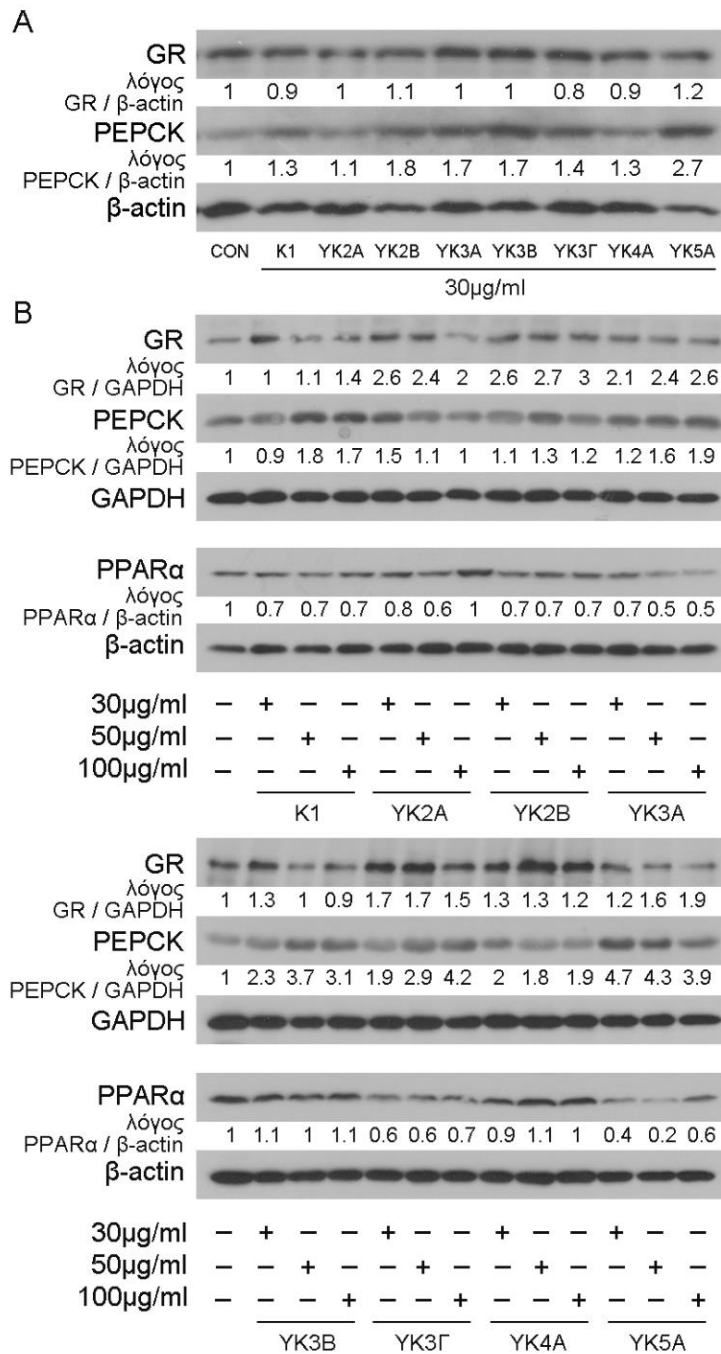 A
GR
λόγος
GR / β-actin
1 0.9 1 1.1 1 1 0.8 0.9 1.2
PEPCK
λόγος
PEPCK / β-actin
1 1.3 1.1 1.8 1.7 1.7 1.4 1.3 2.7
β-actin
CON K1 YK2A YK2B YK3A YK3B YK3Γ YK4A YK5A
30μg/ml
B
GR
λόγος
GR / GAPDH
1 1 1.1 1.4 2.6 2.4 2 2.6 2.7 3 2.1 2.4 2.6
PEPCK
λόγος
PEPCK / GAPDH
1 0.9 1.8 1.7 1.5 1.1 1 1.1 1.3 1.2 1.2 1.6 1.9
GAPDH
PPARα
λόγος
PPARα / β-actin
1 0.7 0.7 0.7 0.8 0.6 1 0.7 0.7 0.7 0.7 0.5 0.5
β-actin
30μg/ml − + − − + − − + − − + − −
50μg/ml − − + − − + − − + − − + −
100μg/ml − − − + − − + − − + − − +
K1 YK2A YK2B YK3A
GR
λόγος
GR / GAPDH
1 1.3 1 0.9 1.7 1.7 1.5 1.3 1.3 1.2 1.2 1.6 1.9
PEPCK
λόγος
PEPCK / GAPDH
1 2.3 3.7 3.1 1.9 2.9 4.2 2 1.8 1.9 4.7 4.3 3.9
GAPDH
PPARα
λόγος
PPARα / β-actin
1 1.1 1 1.1 0.6 0.6 0.7 0.9 1.1 1 0.4 0.2 0.6
β-actin
30μg/ml − + − − + − − + − − + − −
50μg/ml − − + − − + − − + − − + −
100μg/ml − − − + − − + − − + − − +
YK3B YK3Γ YK4A YK5A